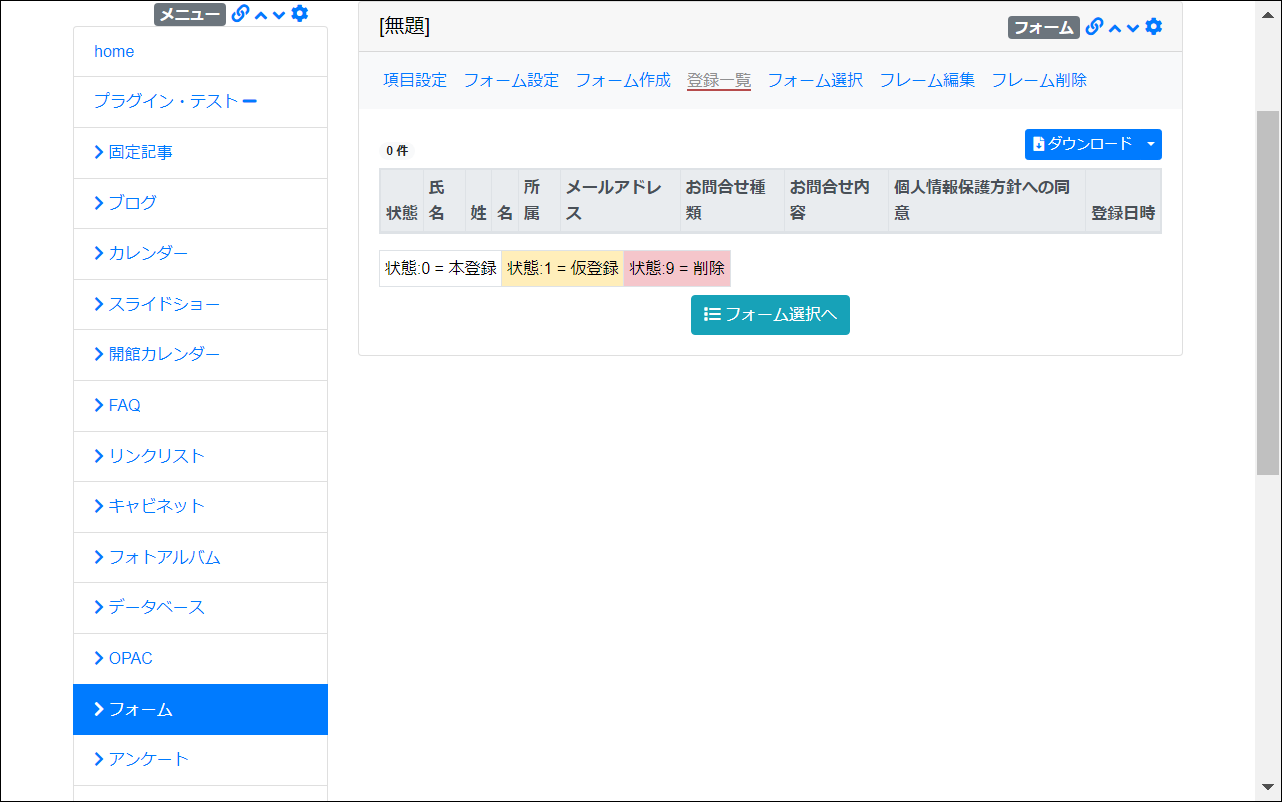 メニュー
home
プラグイン・テスト
固定記事
ブログ
カレンダー
スライドショー
開館カレンダー
FAQ
リンクリスト
キャビネット
フォトアルバム
データベース
OPAC
フォーム
アンケート
[無題]
フォーム
項目設定 フォーム設定 フォーム作成 登録一覧 フォーム選択 フレーム編集 フレーム削除
0 件
ダウンロード
状態 氏名 姓 名 所属 メールアドレス お問合せ種類 お問合せ内容 個人情報保護方針への同意 登録日時
状態:0 = 本登録 状態:1 = 仮登録 状態:9 = 削除
フォーム選択へ